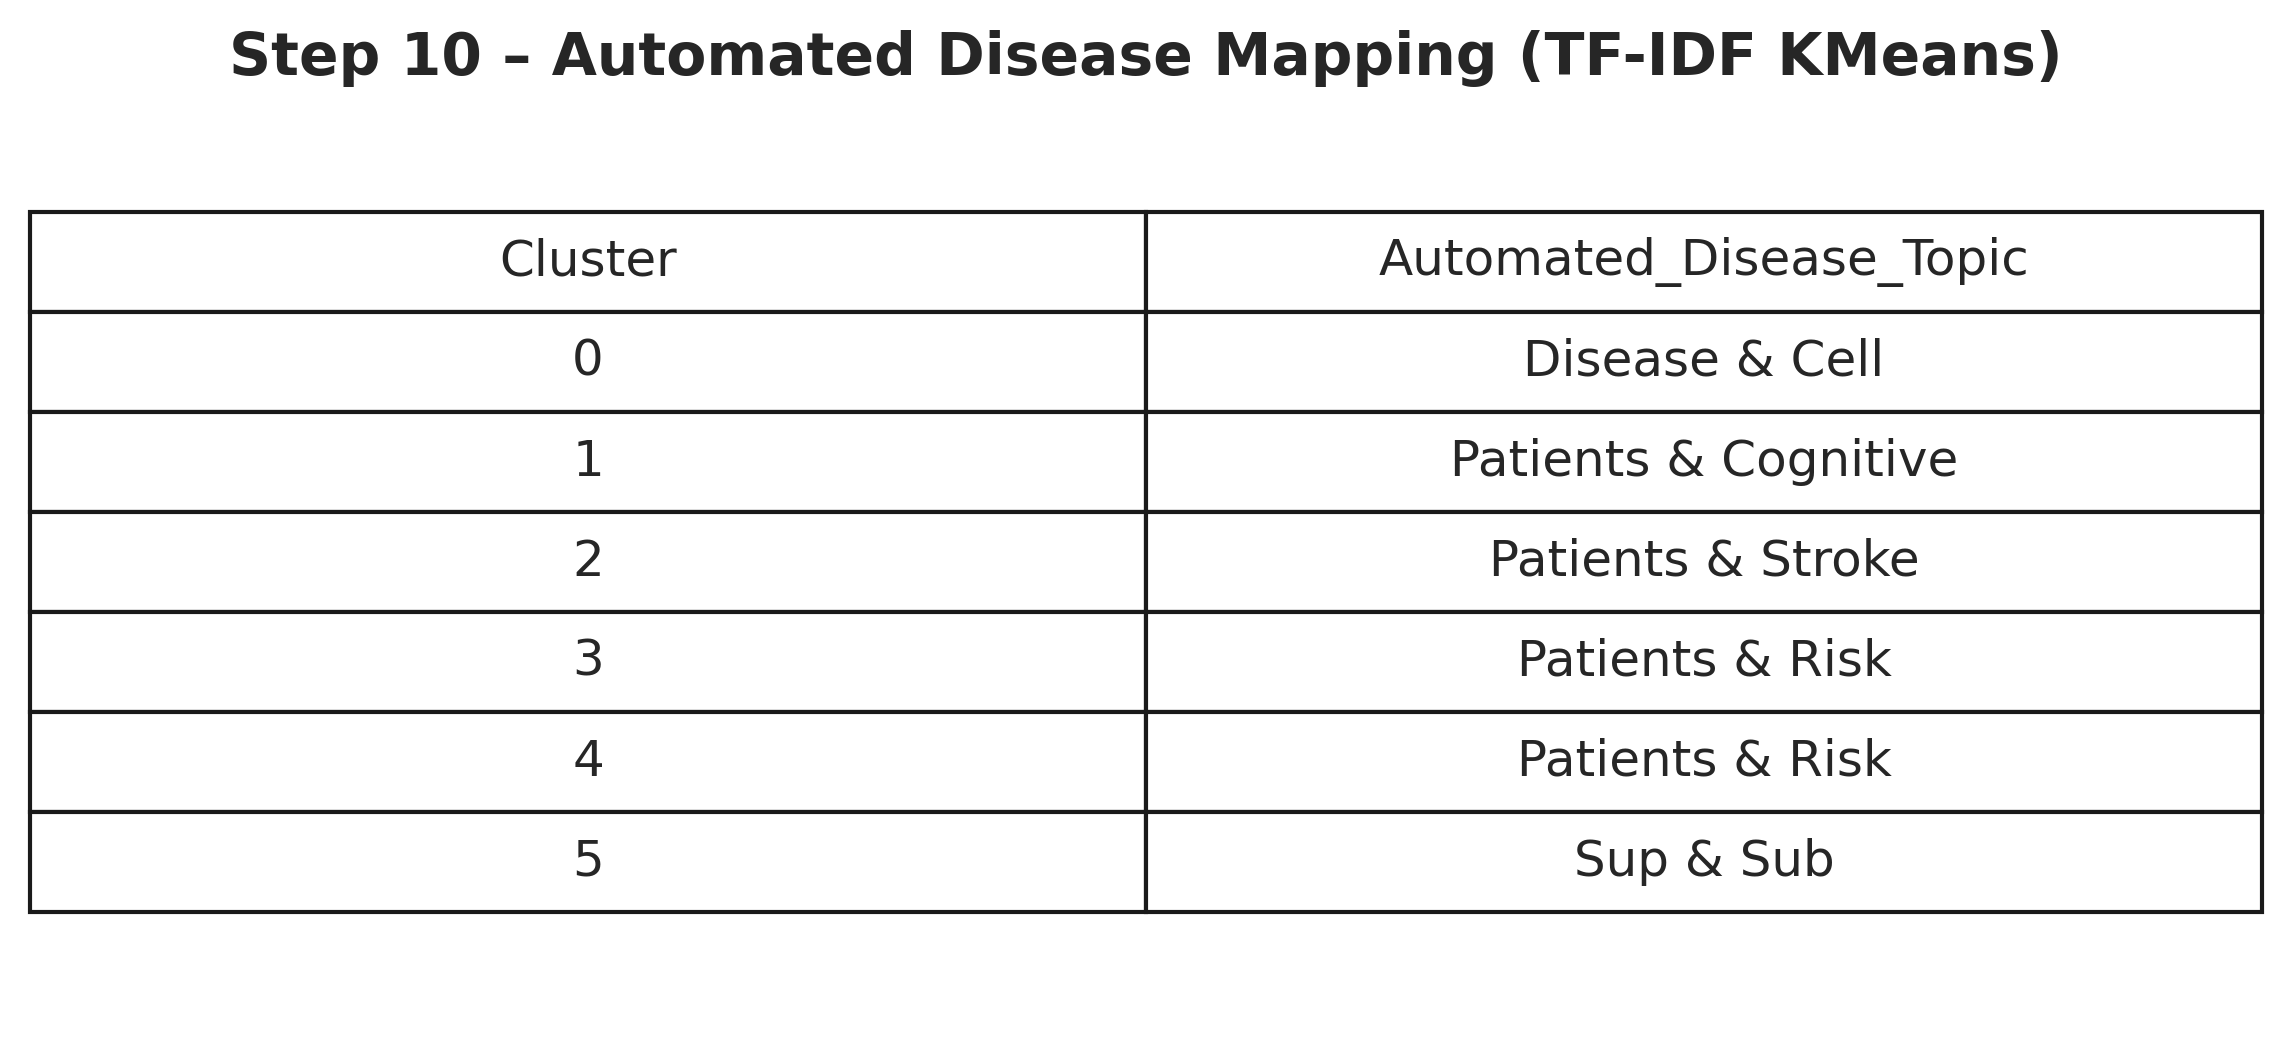 Step 10 – Automated Disease Mapping (TF-IDF KMeans)
Cluster Automated_Disease_Topic
0 Disease & Cell
1 Patients & Cognitive
2 Patients & Stroke
3 Patients & Risk
4 Patients & Risk
5 Sup & Sub